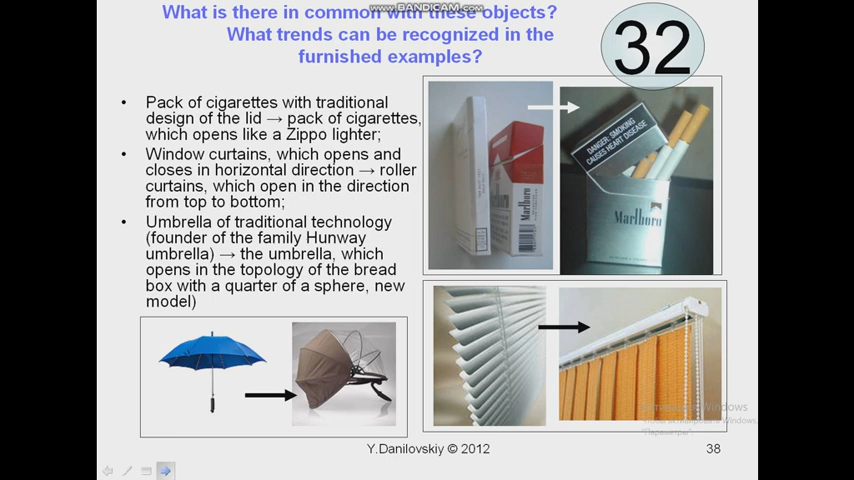 www.BANDICAM.com
What is there in common with these objects?
What trends can be recognized in the
furnished examples?
32
• Pack of cigarettes with traditional
design of the lid → pack of cigarettes,
which opens like a Zippo lighter;
• Window curtains, which opens and
closes in horizontal direction → roller
curtains, which open in the direction
from top to bottom;
• Umbrella of traditional technology
(founder of the family Hunway
umbrella) → the umbrella, which
opens in the topology of the bread
box with a quarter of a sphere, new
model)
Marlboro
DANGER: SMOKING
CAUSES HEART DISEASE
Marlboro
Windows
Windows,
"Параметры".
Y.Danilovskiy © 2012
38